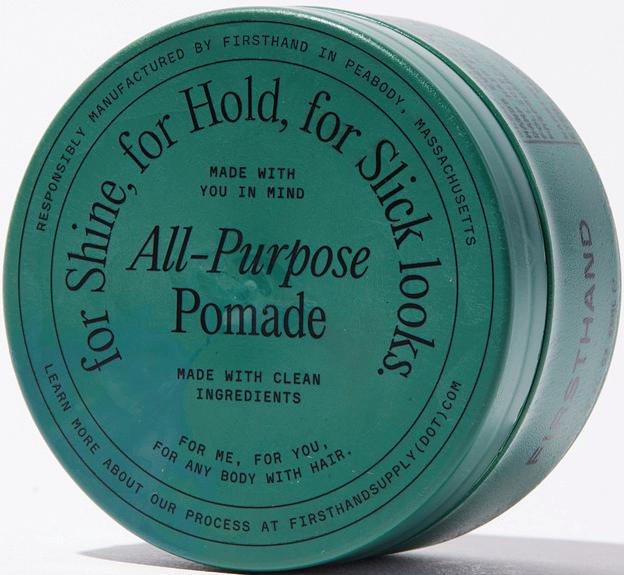 RESPONSIBLY MANUFACTURED BY FIRSTHAND IN PEABODY, MASSACHUSETTS
for Shine, for Hold, for Slick looks.
MADE WITH
YOU IN MIND
All-Purpose
Pomade
MADE WITH CLEAN
INGREDIENTS
FOR ME, FOR YOU,
FOR ANY BODY WITH HAIR.
LEARN MORE ABOUT OUR PROCESS AT FIRSTHANDSUPPLY(DOT)COM
FIRSTHAND